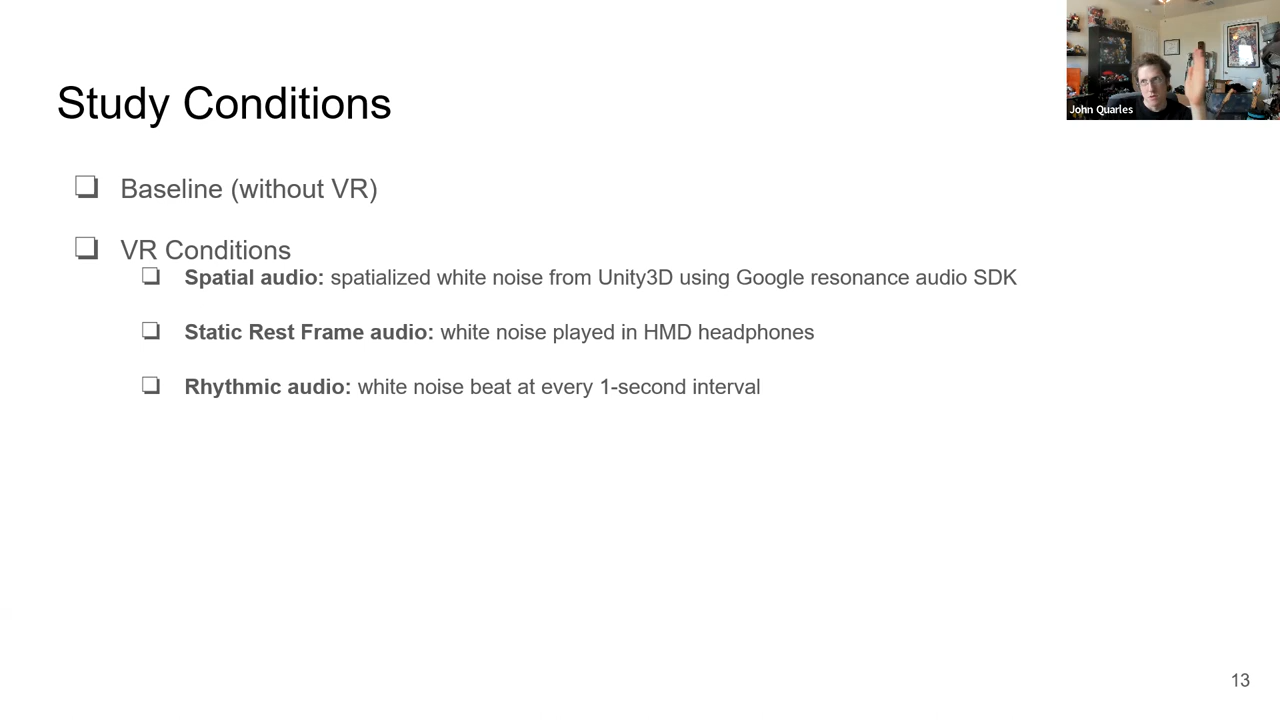 Study Conditions
John Quarles
❏ Baseline (without VR)
❏ VR Conditions
❏ Spatial audio: spatialized white noise from Unity3D using Google resonance audio SDK
❏ Static Rest Frame audio: white noise played in HMD headphones
❏ Rhythmic audio: white noise beat at every 1-second interval
13